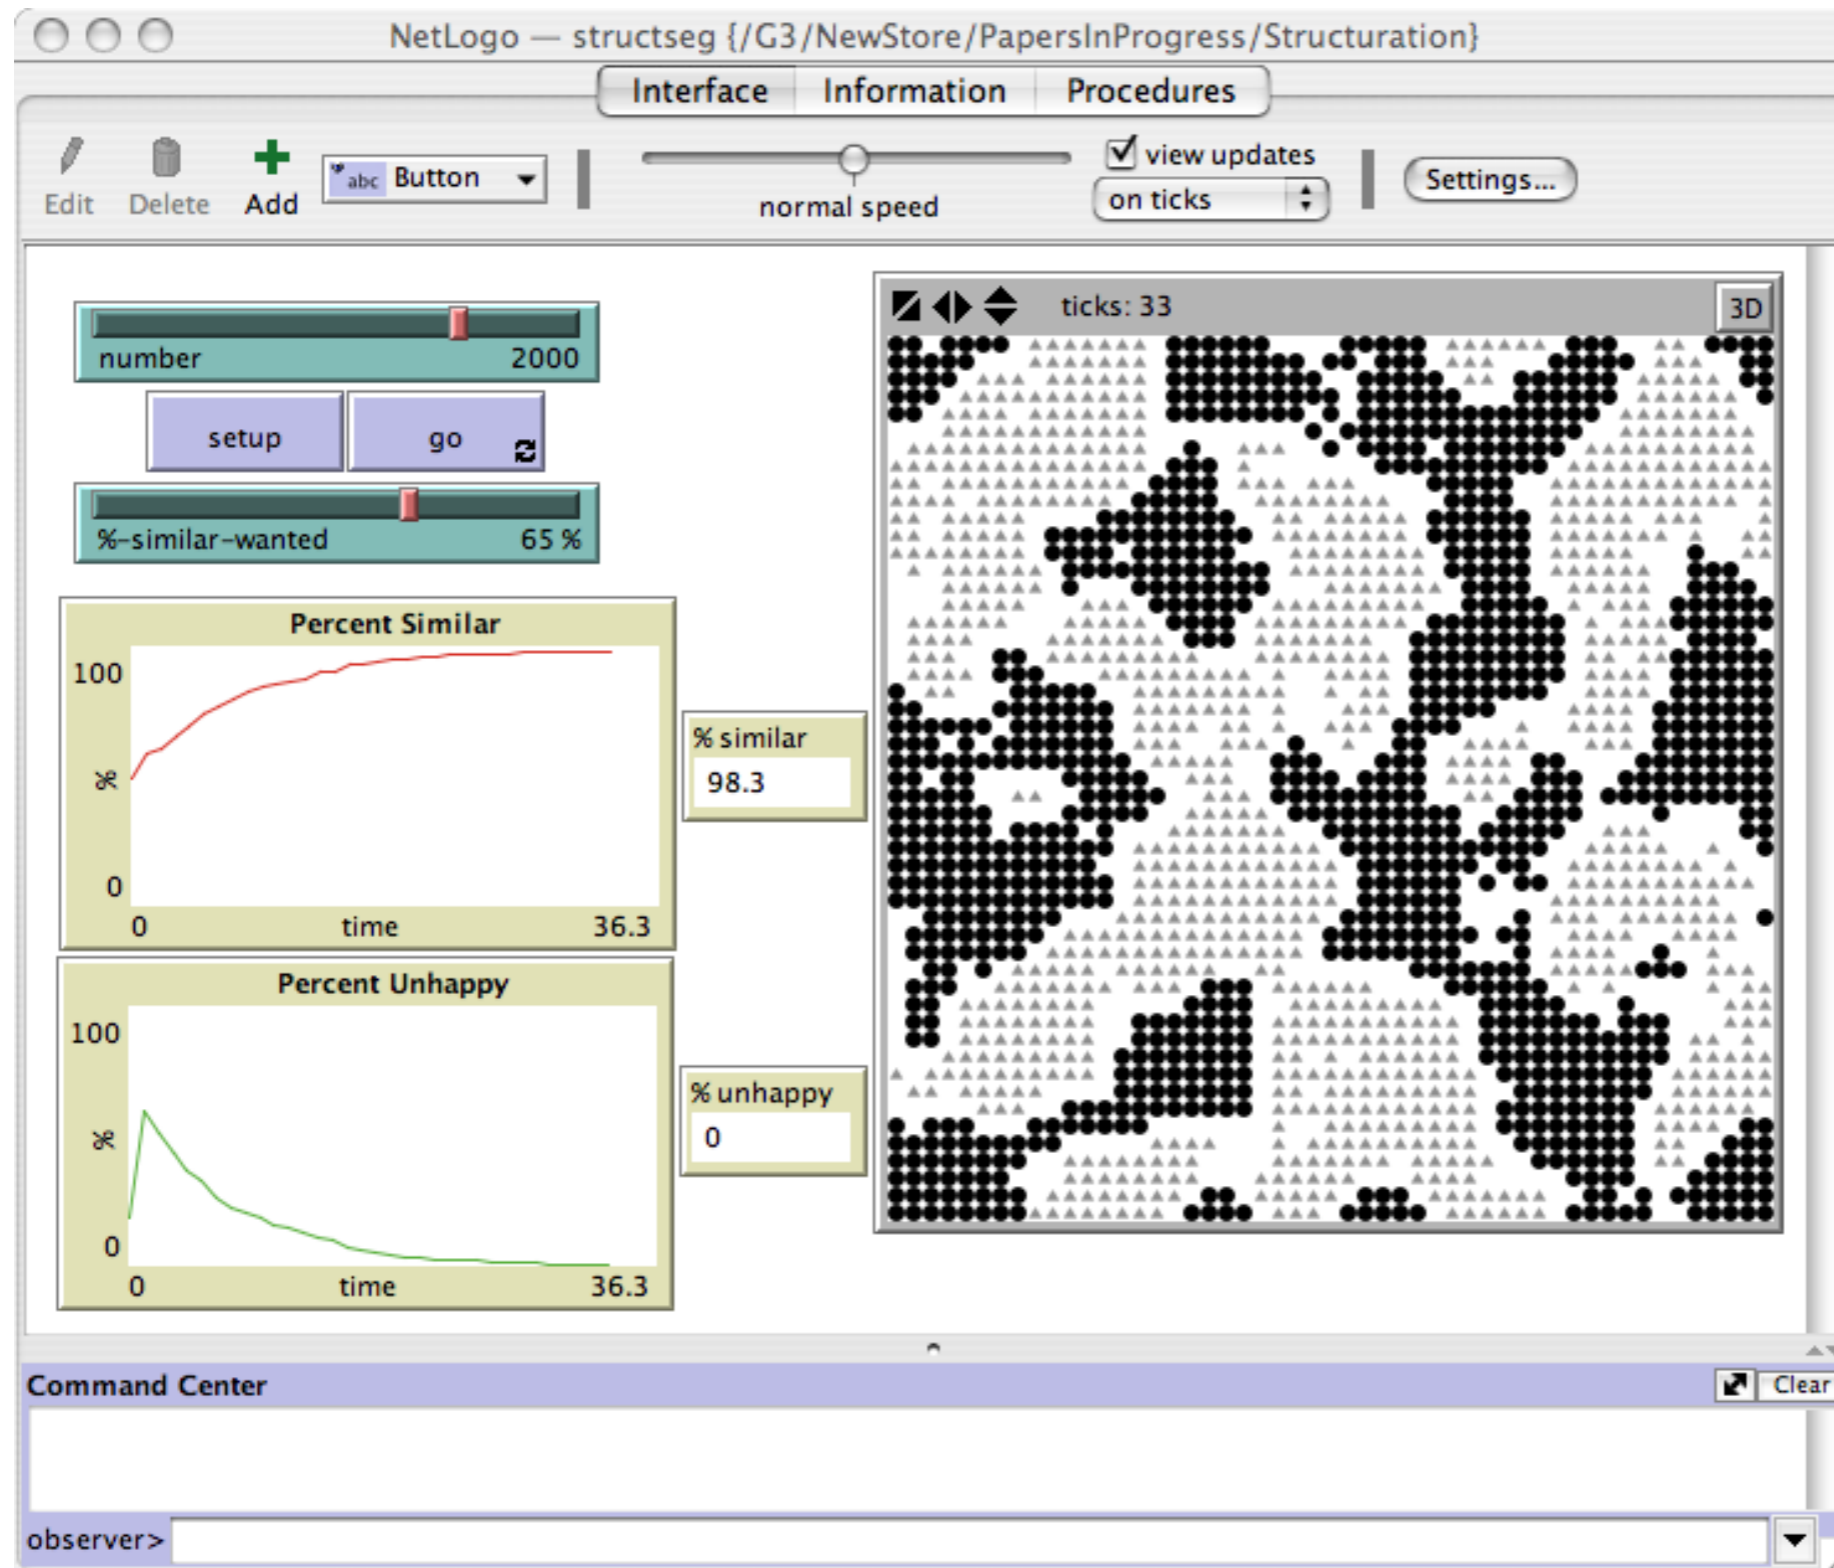 NetLogo — structseg {/G3/NewStore/PapersInProgress/Structuration}
Interface Information Procedures
Edit Delete Add abc Button normal speed view updates on ticks Settings...
number 2000
setup go
%-similar-wanted 65 %
Percent Similar
100
%
0
0 time 36.3
% similar
98.3
Percent Unhappy
100
%
0
0 time 36.3
% unhappy
0
ticks: 33 3D
Command Center Clear
observer>